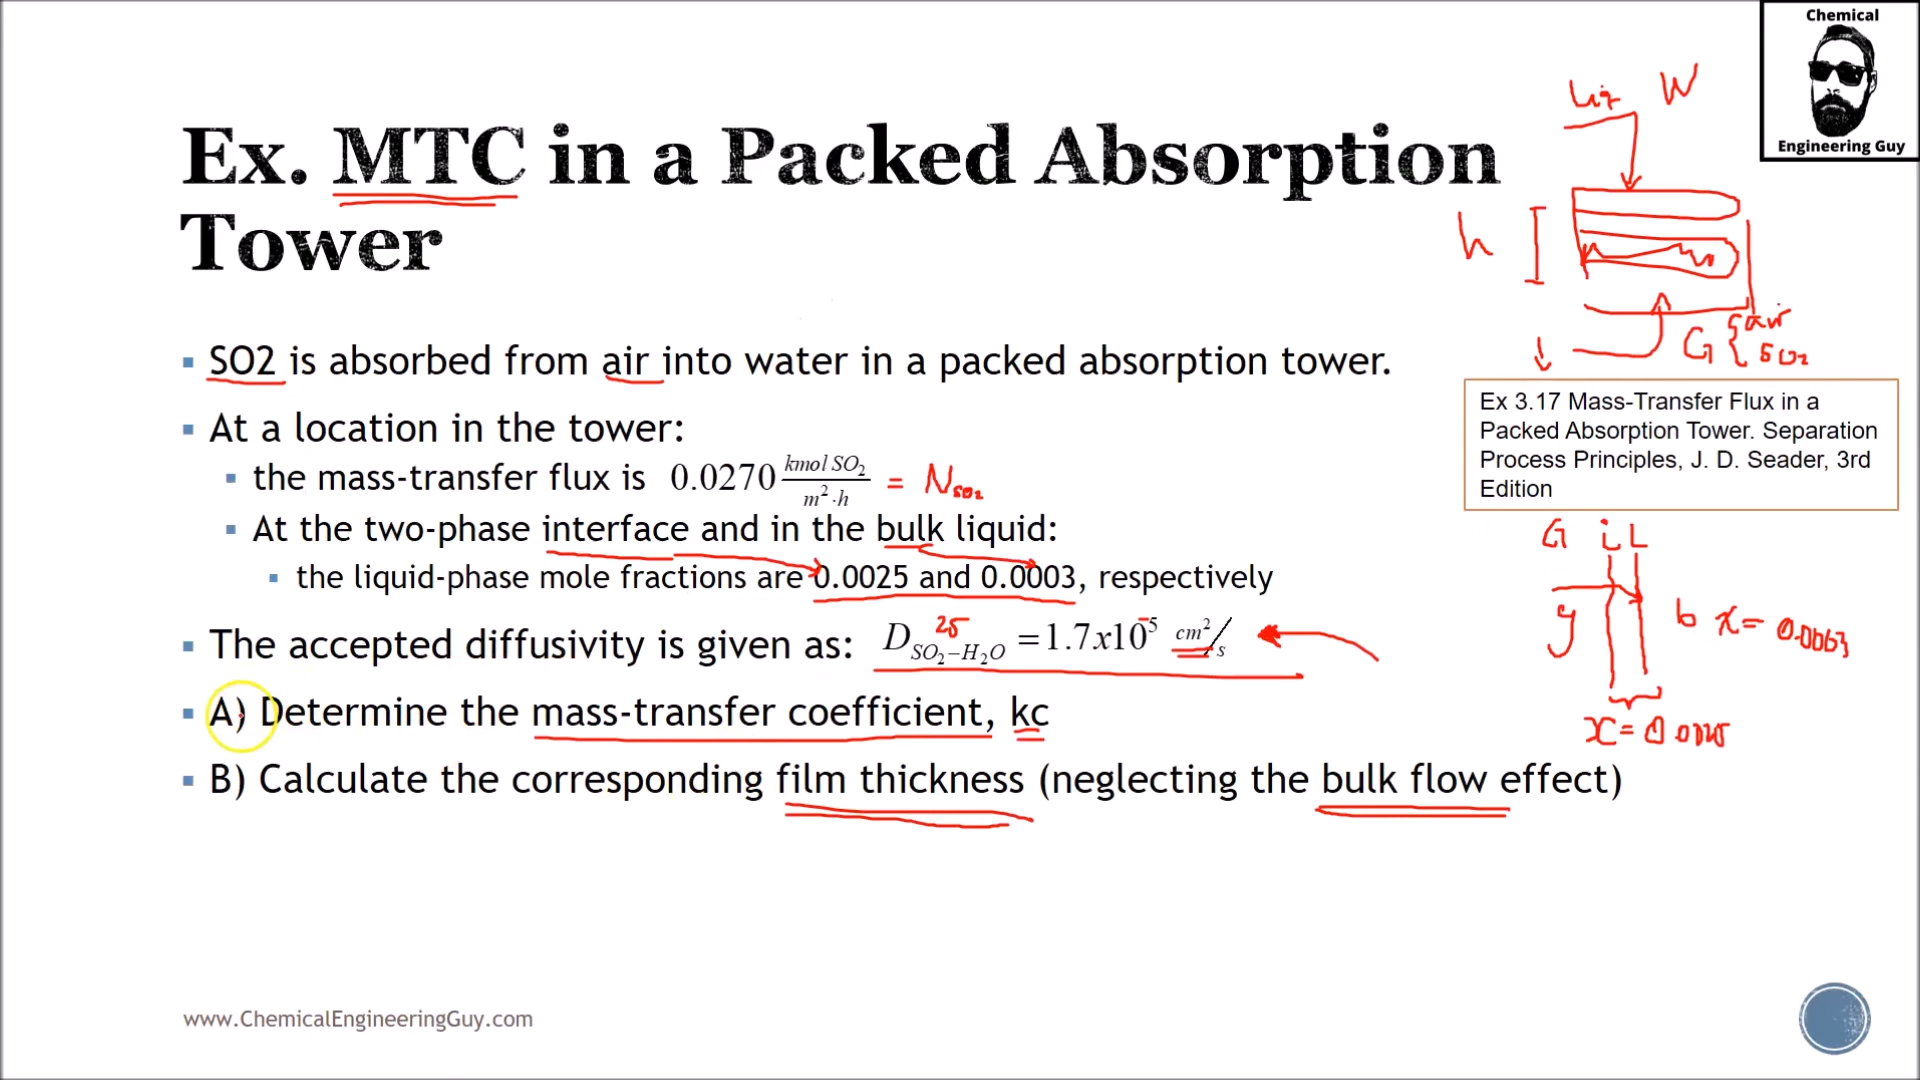 Chemical
Engineering Guy
Liq W
Ex. MTC in a Packed Absorption
Tower
h
G { air
SO2
▪ SO2 is absorbed from air into water in a packed absorption tower.
▪ At a location in the tower:
▪ the mass-transfer flux is 0.0270 kmol SO₂ / m²·h = N SO2
▪ At the two-phase interface and in the bulk liquid:
▪ the liquid-phase mole fractions are 0.0025 and 0.0003, respectively
▪ The accepted diffusivity is given as: D 25 SO₂−H₂O = 1.7x10⁻⁵ cm²/s
▪ A) Determine the mass-transfer coefficient, kc
▪ B) Calculate the corresponding film thickness (neglecting the bulk flow effect)
Ex 3.17 Mass-Transfer Flux in a
Packed Absorption Tower. Separation
Process Principles, J. D. Seader, 3rd
Edition
G i L
y
b x = 0.0003
x = 0.0025
www.ChemicalEngineeringGuy.com